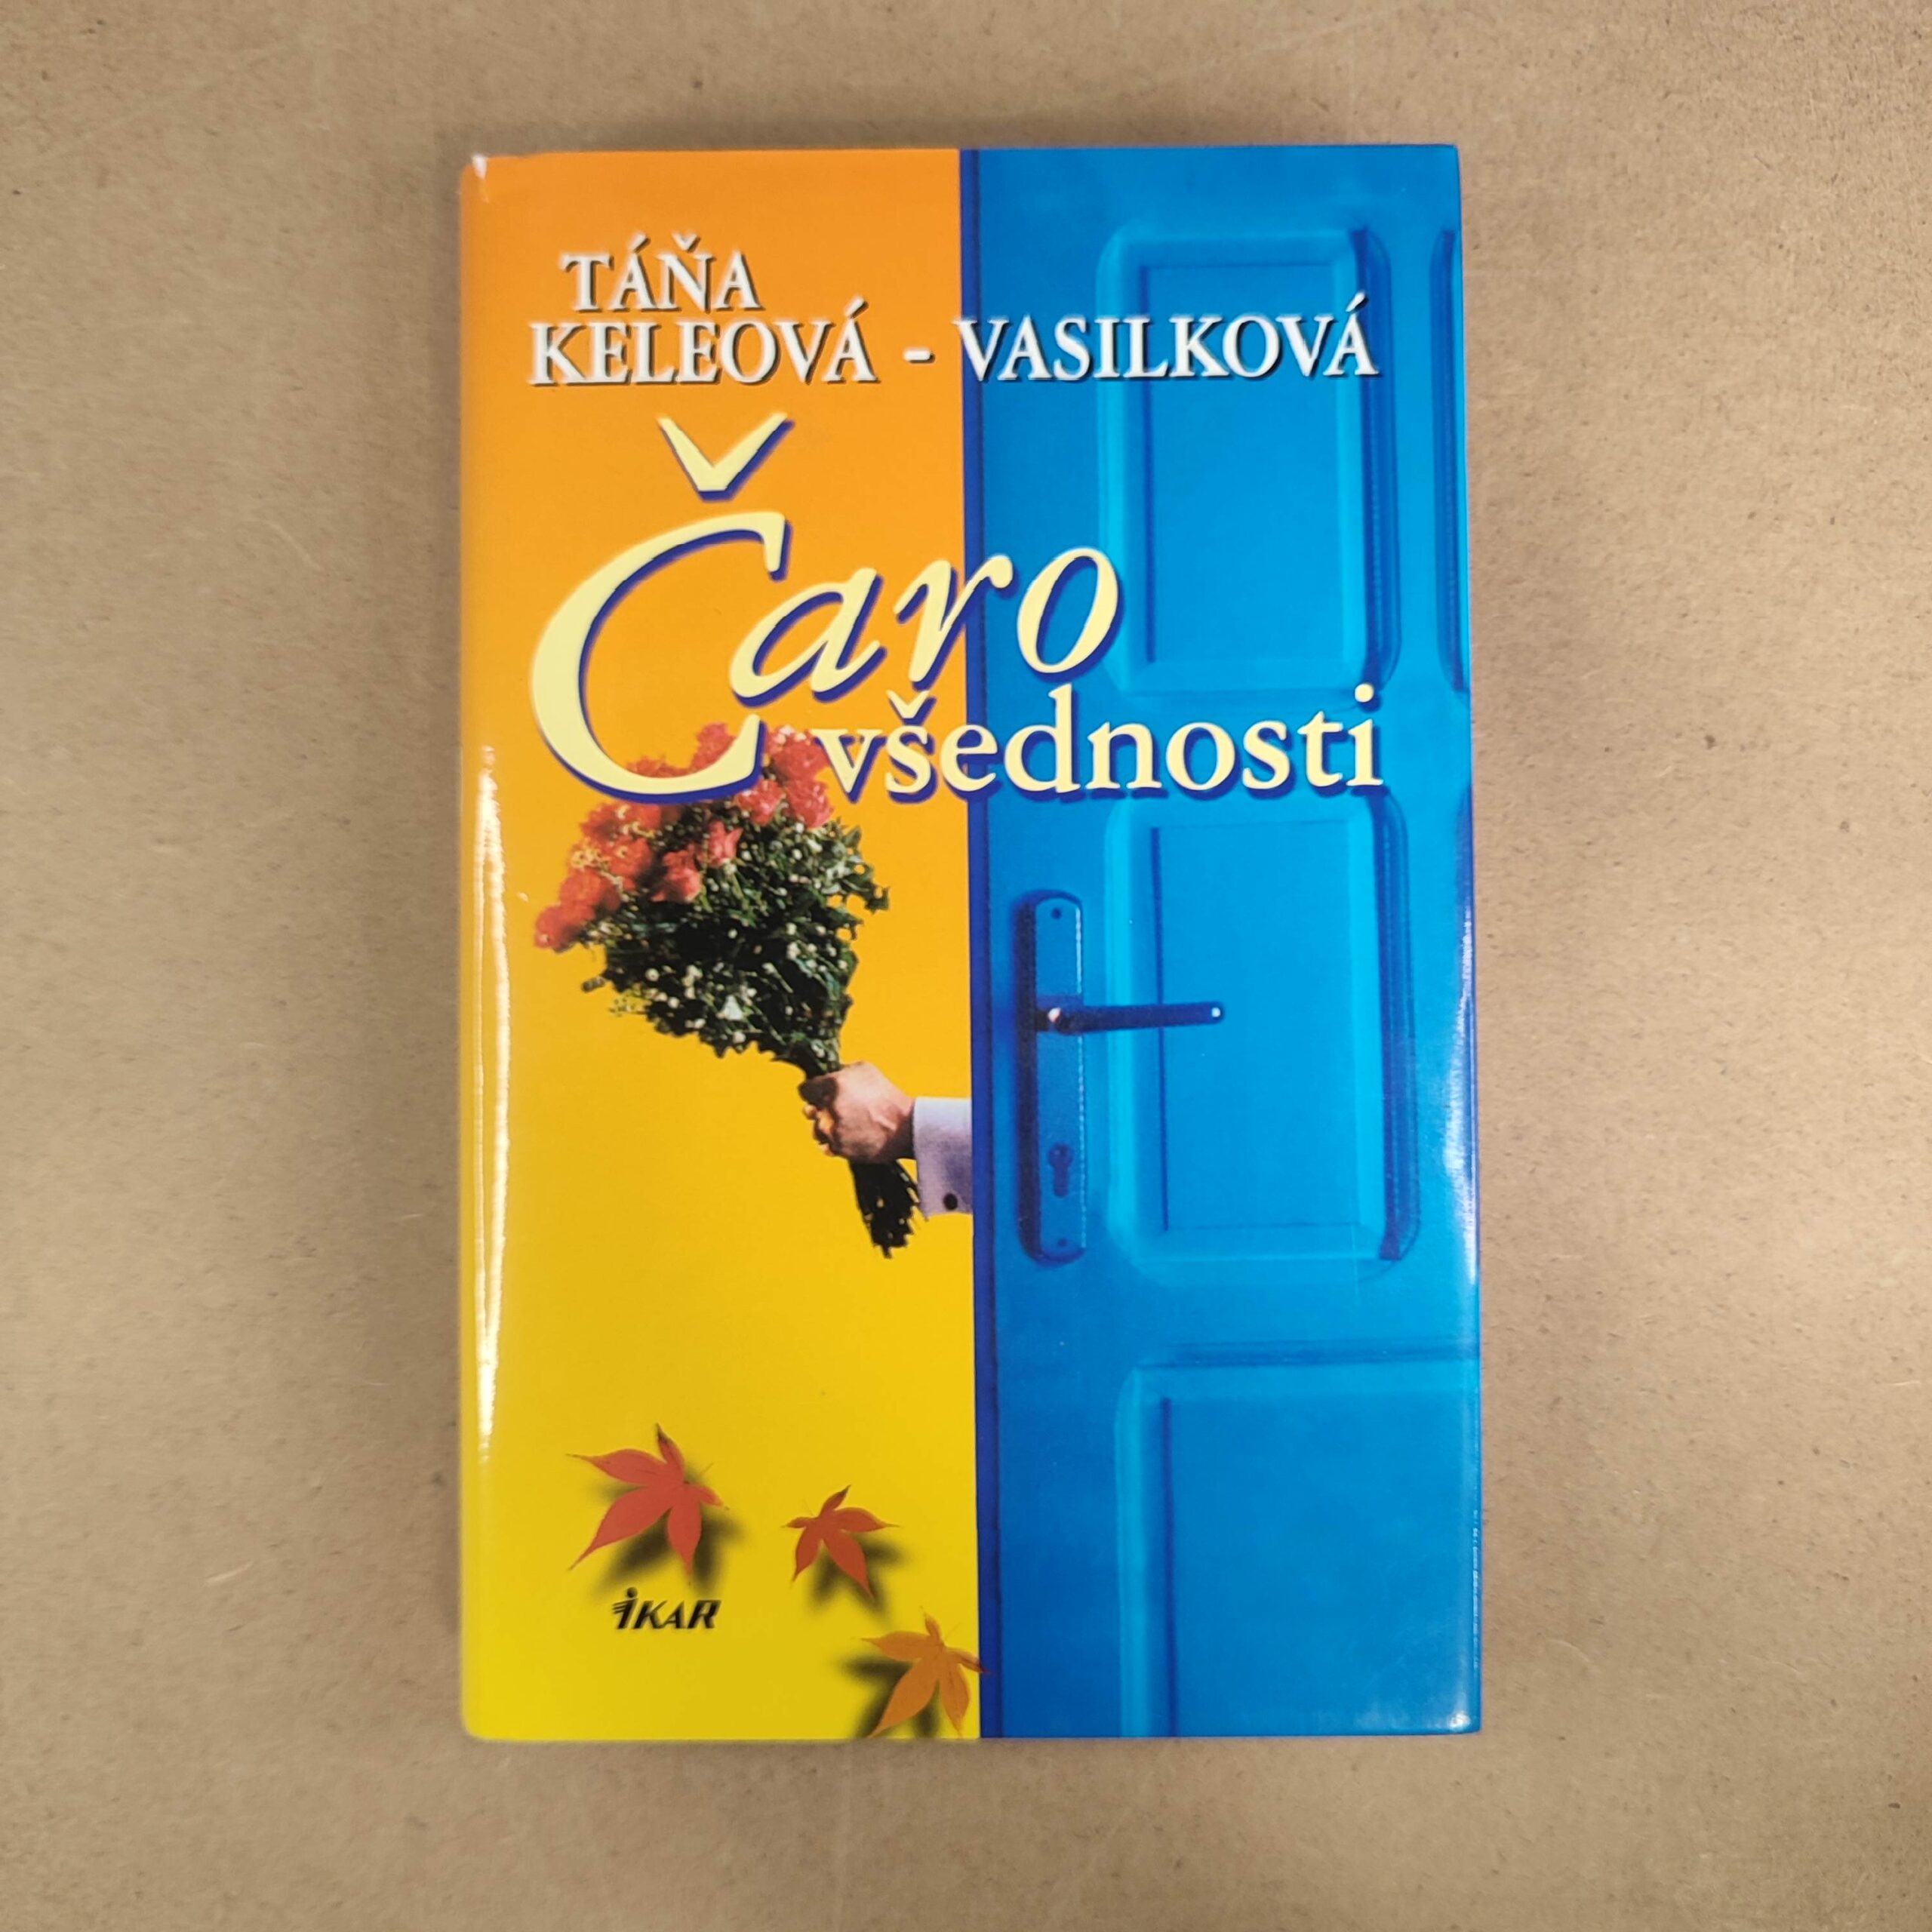 TÁŇA
KELEOVÁ - VASILKOVÁ
Čaro
všednosti
iKAR